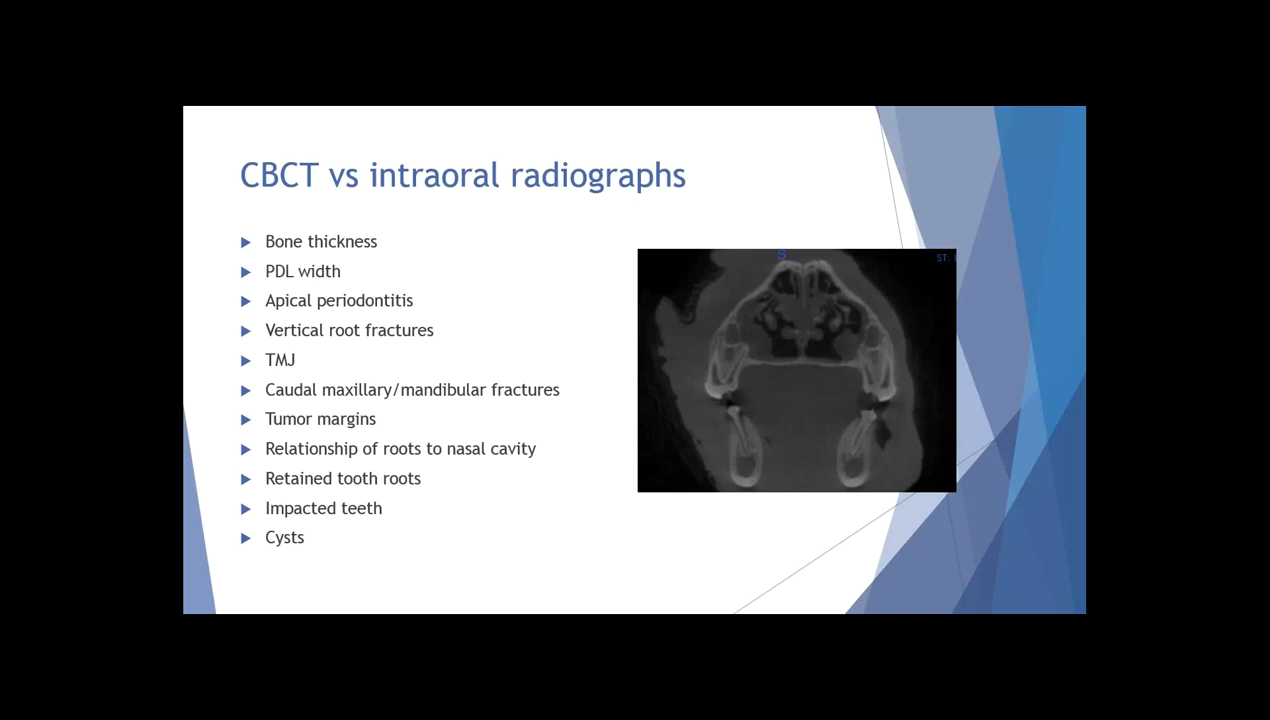 CBCT vs intraoral radiographs
Bone thickness
PDL width
Apical periodontitis
Vertical root fractures
TMJ
Caudal maxillary/mandibular fractures
Tumor margins
Relationship of roots to nasal cavity
Retained tooth roots
Impacted teeth
Cysts
S
ST: